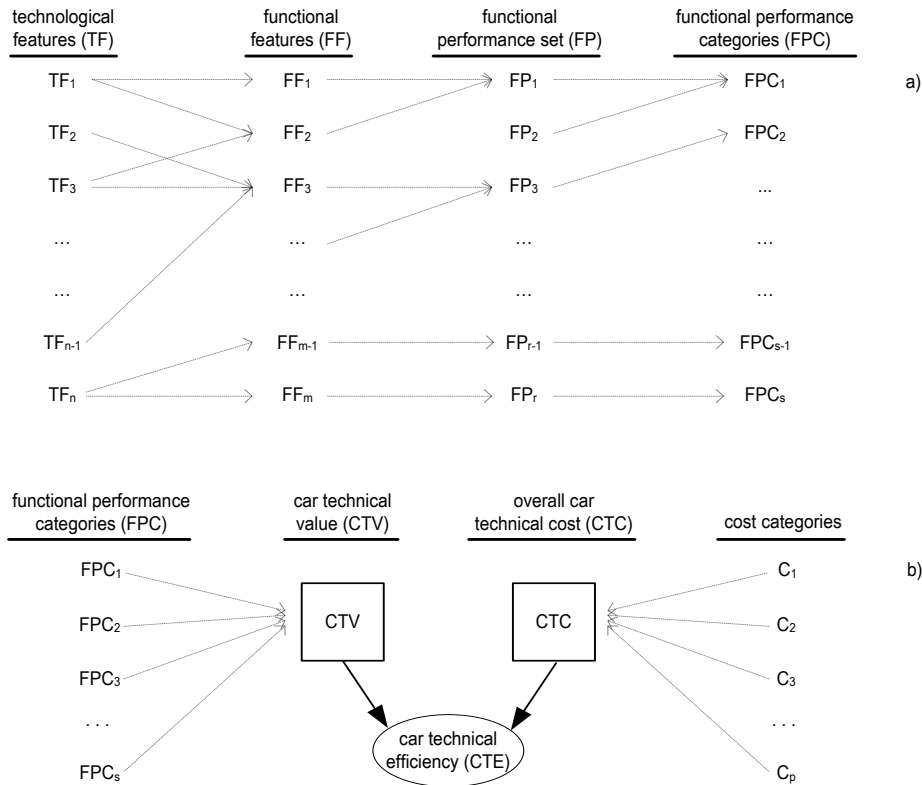 technological features (TF)
functional features (FF)
functional performance set (FP)
functional performance categories (FPC)
TF1 FF1 FP1 FPC1 a)
TF2 FF2 FP2 FPC2
TF3 FF3 FP3 ...
... ... ... ...
... ... ... ...
TFn-1 FFm-1 FPr-1 FPCs-1
TFn FFm FPr FPCs
functional performance categories (FPC)
car technical value (CTV)
overall car technical cost (CTC)
cost categories
FPC1 C1 b)
FPC2 CTV CTC C2
FPC3 C3
... ...
car technical efficiency (CTE)
FPCs Cp